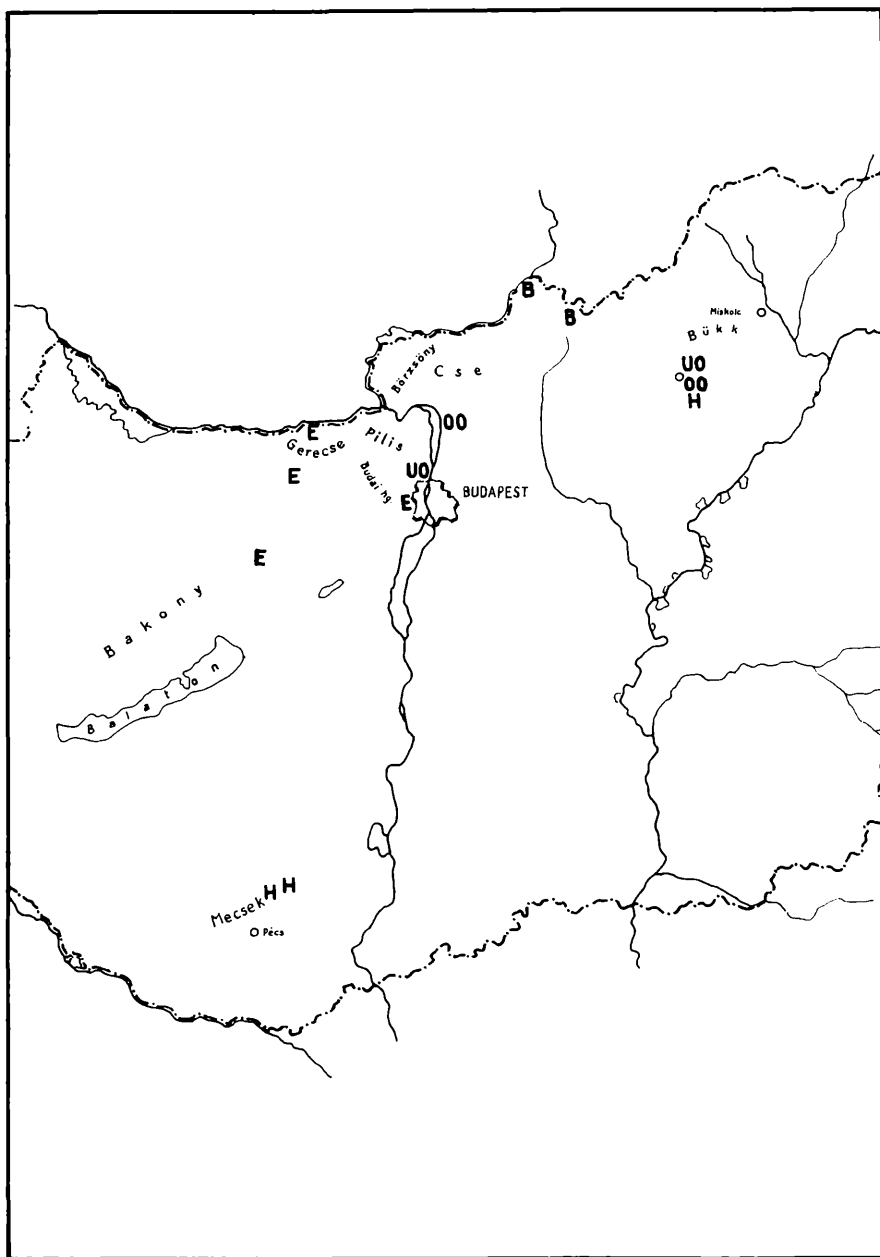 B
Miskolc
B
Bükk
Börzsöny
Cse
UO
OO
H
OO
E
Gerecse
Pilis
E
Budai hg
UO
E
BUDAPEST
E
Bakony
Balaton
H H
Mecsek
Pécs